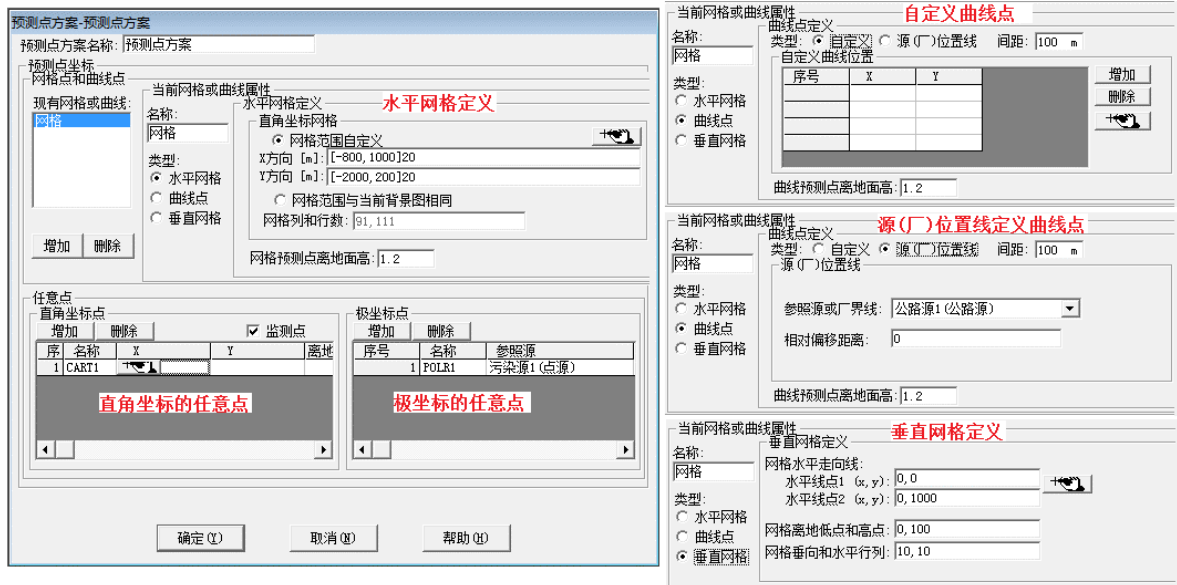 预测点方案-预测点方案
预测点方案名称: 预测点方案
预测点坐标
网格点和曲线点
现有网格或曲线:
网格
增加 删除
当前网格或曲线属性
名称:
网格
类型:
水平网格
曲线点
垂直网格
水平网格定义
水平网格定义
直角坐标网格
网格范围自定义
X方向 [m]: [-800,1000]20
Y方向 [m]: [-2000,200]20
网格范围与当前背景图相同
网格列和行数: 91,111
网格预测点离地面高: 1.2
任意点
直角坐标点
增加 删除 监测点
序 名称 X Y 离地
1 CART1
直角坐标的任意点
极坐标点
增加 删除
序号 名称 参照源
1 POLR1 污染源1(点源)
极坐标的任意点
确定(Y) 取消(N) 帮助(H)
当前网格或曲线属性
自定义曲线点
名称:
网格
类型:
水平网格
曲线点
垂直网格
曲线点定义
类型: 自定义 源(厂)位置线 间距: 100 m
自定义曲线位置
序号 X Y
增加
删除
曲线预测点离地面高: 1.2
当前网格或曲线属性
源(厂)位置线定义曲线点
名称:
网格
类型:
水平网格
曲线点
垂直网格
曲线点定义
类型: 自定义 源(厂)位置线 间距: 100 m
源(厂)位置线
参照源或厂界线: 公路源1(公路源)
相对偏移距离: 0
曲线预测点离地面高: 1.2
当前网格或曲线属性
垂直网格定义
名称:
网格
类型:
水平网格
曲线点
垂直网格
垂直网格定义
网格水平走向线:
水平线点1 (x,y): 0,0
水平线点2 (x,y): 0,1000
网格离地低点和高点: 0,100
网格垂向和水平行列: 10,10